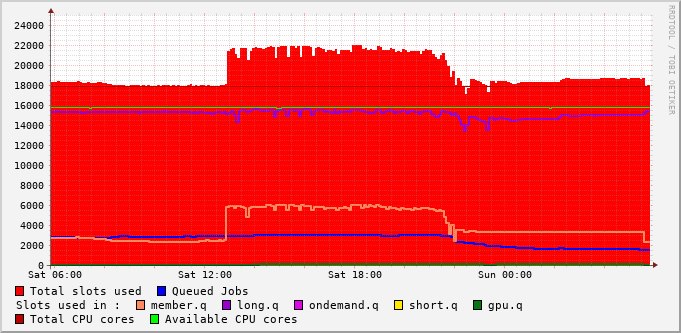 RRDTOOL / TOBI OETIKER
24000
22000
20000
18000
16000
14000
12000
10000
8000
6000
4000
2000
0
Sat 06:00 Sat 12:00 Sat 18:00 Sun 00:00
Total slots used Queued Jobs
Slots used in : member.q long.q ondemand.q short.q gpu.q
Total CPU cores Available CPU cores